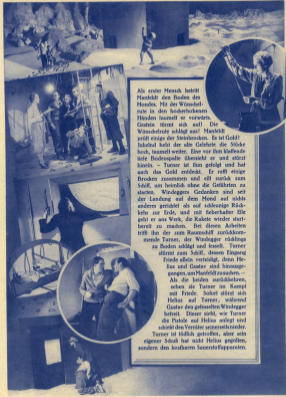 Als erster Mensch betritt
Manfeldt den Boden des
Mondes. Mit der Wünschel-
rute in den hocherhobenen
Händen taumelt er vorwärts.
Gestein türmt sich auf! Die
Wünschelrute schlägt aus! Manfeldt
prüft einige der Steinbrocken. Es ist Gold!
Jubelnd hebt der alte Gelehrte die Stücke
hoch, taumelt weiter. Eine vor ihm klaffende
tiefe Bodenspalte übersieht er und stürzt
hinein. — Turner ist ihm gefolgt und hat
auch das Gold entdeckt. Er rafft einige
Brocken zusammen und eilt zurück zum
Schiff, um heimlich ohne die Gefährten zu
starten. Windeggers Gedanken sind seit
der Landung auf dem Mond auf nichts
anderes gerichtet als auf schleunige Rück-
kehr zur Erde, und mit fieberhafter Eile
geht er ans Werk, die Rakete wieder start-
bereit zu machen. Bei diesen Arbeiten
trifft ihn der zum Raumschiff zurückkom-
mende Turner, der Windegger rücklings
zu Boden schlägt und fesselt. Turner
stürmt zum Schiff, dessen Eingang
Friede allein verteidigt, denn He-
lius und Gustav sind hinausge-
gangen, um Manfeldt zu suchen. —
Als die beiden zurückkehren,
sehen sie Turner im Kampf
mit Friede. Sofort stürzt sich
Helius auf Turner, während
Gustav den gefesselten Windegger
befreit. Dieser sieht, wie Turner
die Pistole auf Helius anlegt und
schießt den Verräter seinerseits nieder.
Turner ist tödlich getroffen, aber sein
eigener Schuß hat nicht Helius gegolten,
sondern den kostbaren Sauerstoffapparaten.